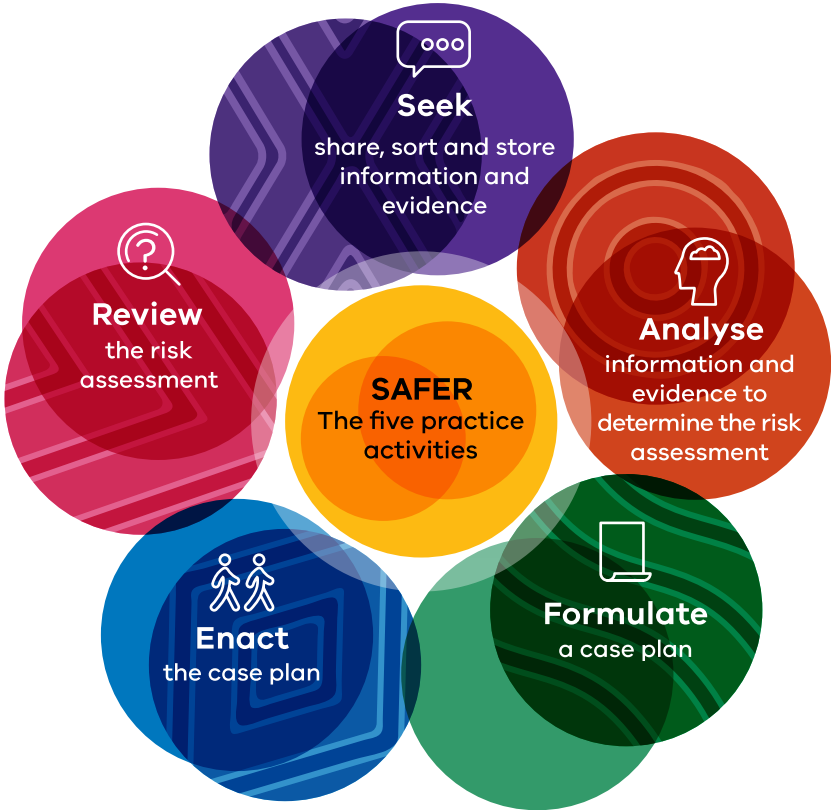 Seek
share, sort and store
information and
evidence
Analyse
information and
evidence to
determine the risk
assessment
Formulate
a case plan
Enact
the case plan
Review
the risk
assessment
SAFER
The five practice
activities